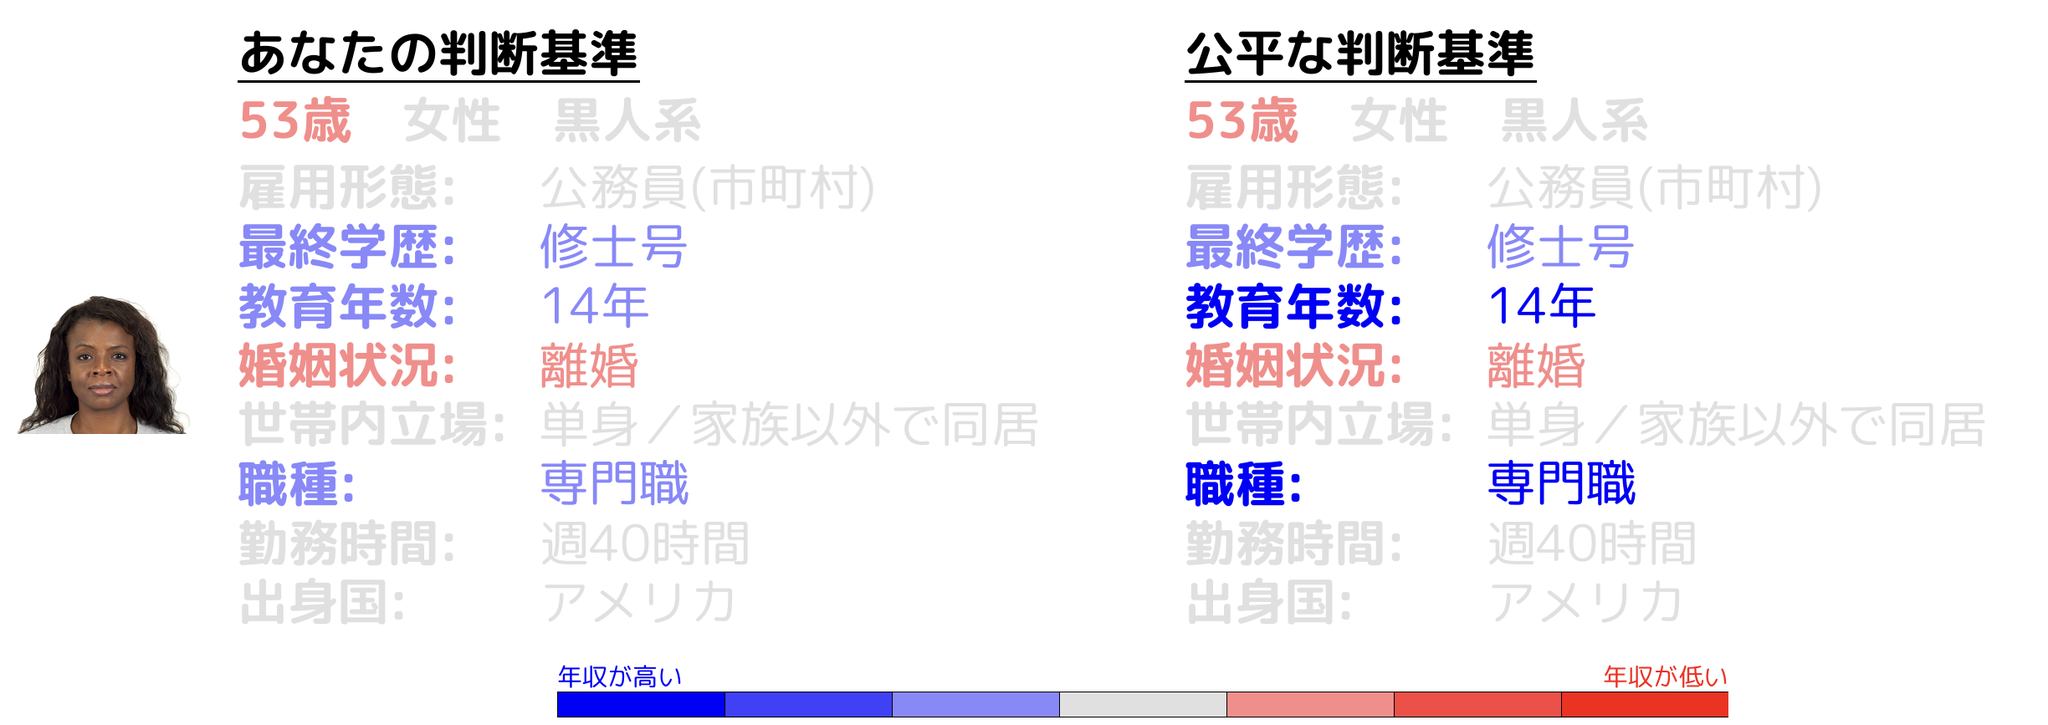 あなたの判断基準
53歳 女性 黒人系
雇用形態: 公務員(市町村)
最終学歴: 修士号
教育年数: 14年
婚姻状況: 離婚
世帯内立場: 単身／家族以外で同居
職種: 専門職
勤務時間: 週40時間
出身国: アメリカ
公平な判断基準
53歳 女性 黒人系
雇用形態: 公務員(市町村)
最終学歴: 修士号
教育年数: 14年
婚姻状況: 離婚
世帯内立場: 単身／家族以外で同居
職種: 専門職
勤務時間: 週40時間
出身国: アメリカ
年収が高い
年収が低い